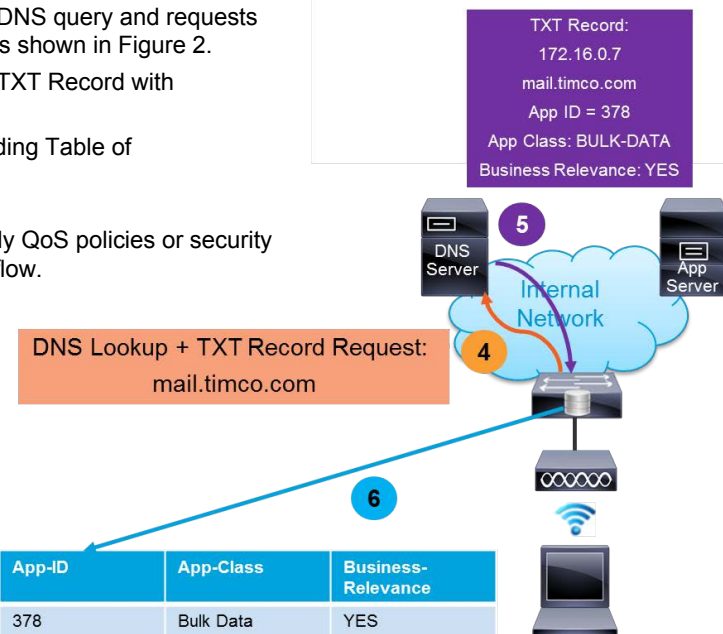 DNS query and requests
s shown in Figure 2.
TXT Record with
ding Table of
ly QoS policies or security
flow.
TXT Record:
172.16.0.7
mail.timco.com
App ID = 378
App Class: BULK-DATA
Business Relevance: YES
5
DNS
Server
App
Server
Internal
Network
DNS Lookup + TXT Record Request:
mail.timco.com
4
6
App-ID App-Class Business-
Relevance
378 Bulk Data YES